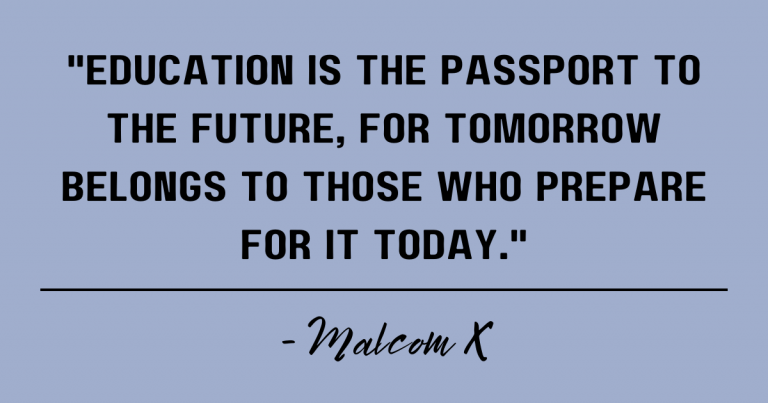 "EDUCATION IS THE PASSPORT TO
THE FUTURE, FOR TOMORROW
BELONGS TO THOSE WHO PREPARE
FOR IT TODAY."
- Malcom X